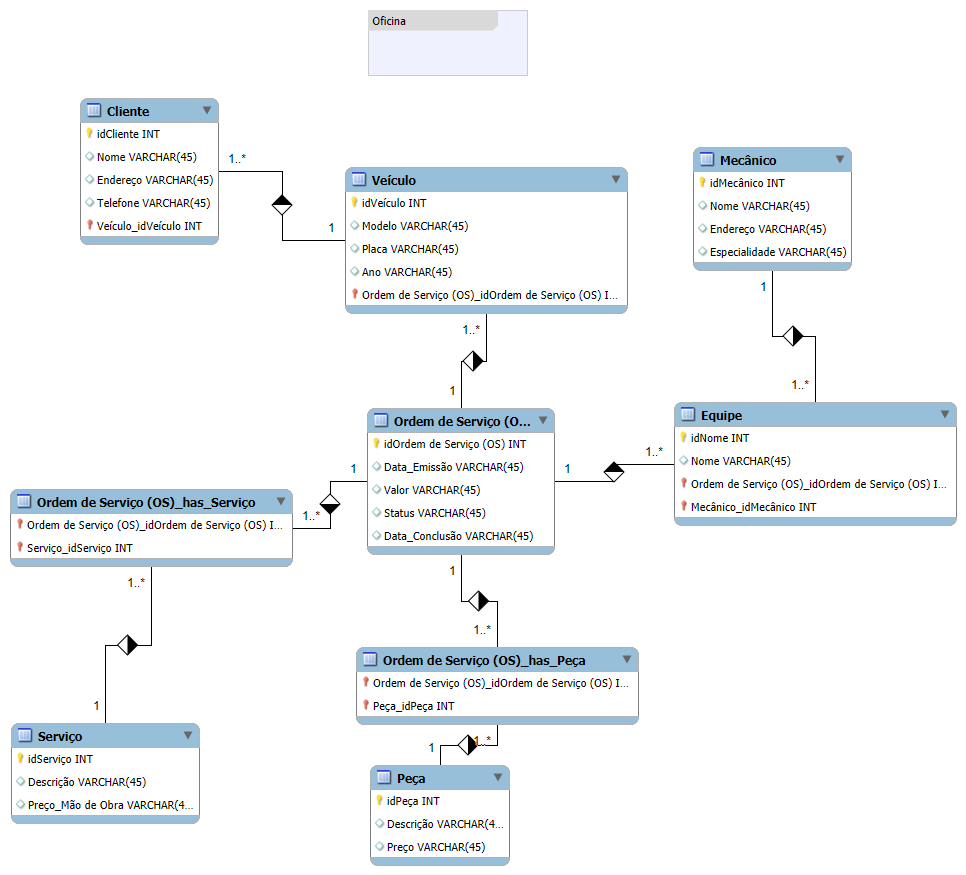 Oficina
Cliente
idCliente INT
Nome VARCHAR(45)
Endereço VARCHAR(45)
Telefone VARCHAR(45)
Veículo_idVeículo INT
1..*
1
Veículo
idVeículo INT
Modelo VARCHAR(45)
Placa VARCHAR(45)
Ano VARCHAR(45)
Ordem de Serviço (OS)_idOrdem de Serviço (OS) I...
Mecânico
idMecânico INT
Nome VARCHAR(45)
Endereço VARCHAR(45)
Especialidade VARCHAR(45)
1
1..*
1..*
1
Ordem de Serviço (O...
idOrdem de Serviço (OS) INT
Data_Emissão VARCHAR(45)
Valor VARCHAR(45)
Status VARCHAR(45)
Data_Conclusão VARCHAR(45)
1
1..*
Equipe
idNome INT
Nome VARCHAR(45)
Ordem de Serviço (OS)_idOrdem de Serviço (OS) I...
Mecânico_idMecânico INT
1
1..*
Ordem de Serviço (OS)_has_Serviço
Ordem de Serviço (OS)_idOrdem de Serviço (OS) I...
Serviço_idServiço INT
1..*
1
Serviço
idServiço INT
Descrição VARCHAR(45)
Preço_Mão de Obra VARCHAR(4...
1
1..*
Ordem de Serviço (OS)_has_Peça
Ordem de Serviço (OS)_idOrdem de Serviço (OS) I...
Peça_idPeça INT
1..*
1
Peça
idPeça INT
Descrição VARCHAR(4...
Preço VARCHAR(45)